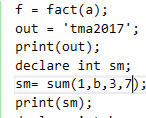 f = fact(a);
out = 'tma2017';
print(out);
declare int sm;
sm= sum(1,b,3,7);
print(sm);